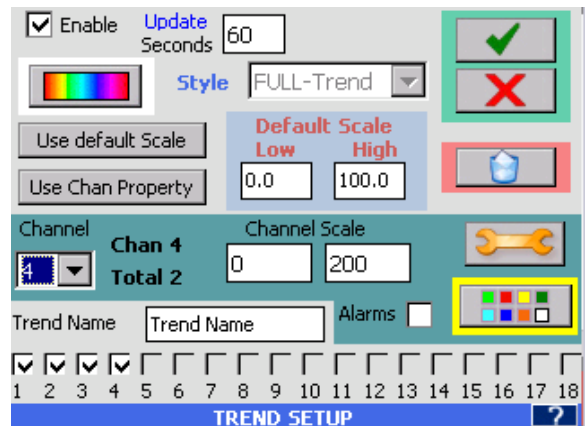 Enable Update Seconds 60
Style FULL-Trend
Use default Scale
Default Scale
Low High
Use Chan Property 0.0 100.0
Channel Channel Scale
4 Chan 4 Total 2 0 200
Trend Name Trend Name Alarms
1 2 3 4 5 6 7 8 9 10 11 12 13 14 15 16 17 18
TREND SETUP ?